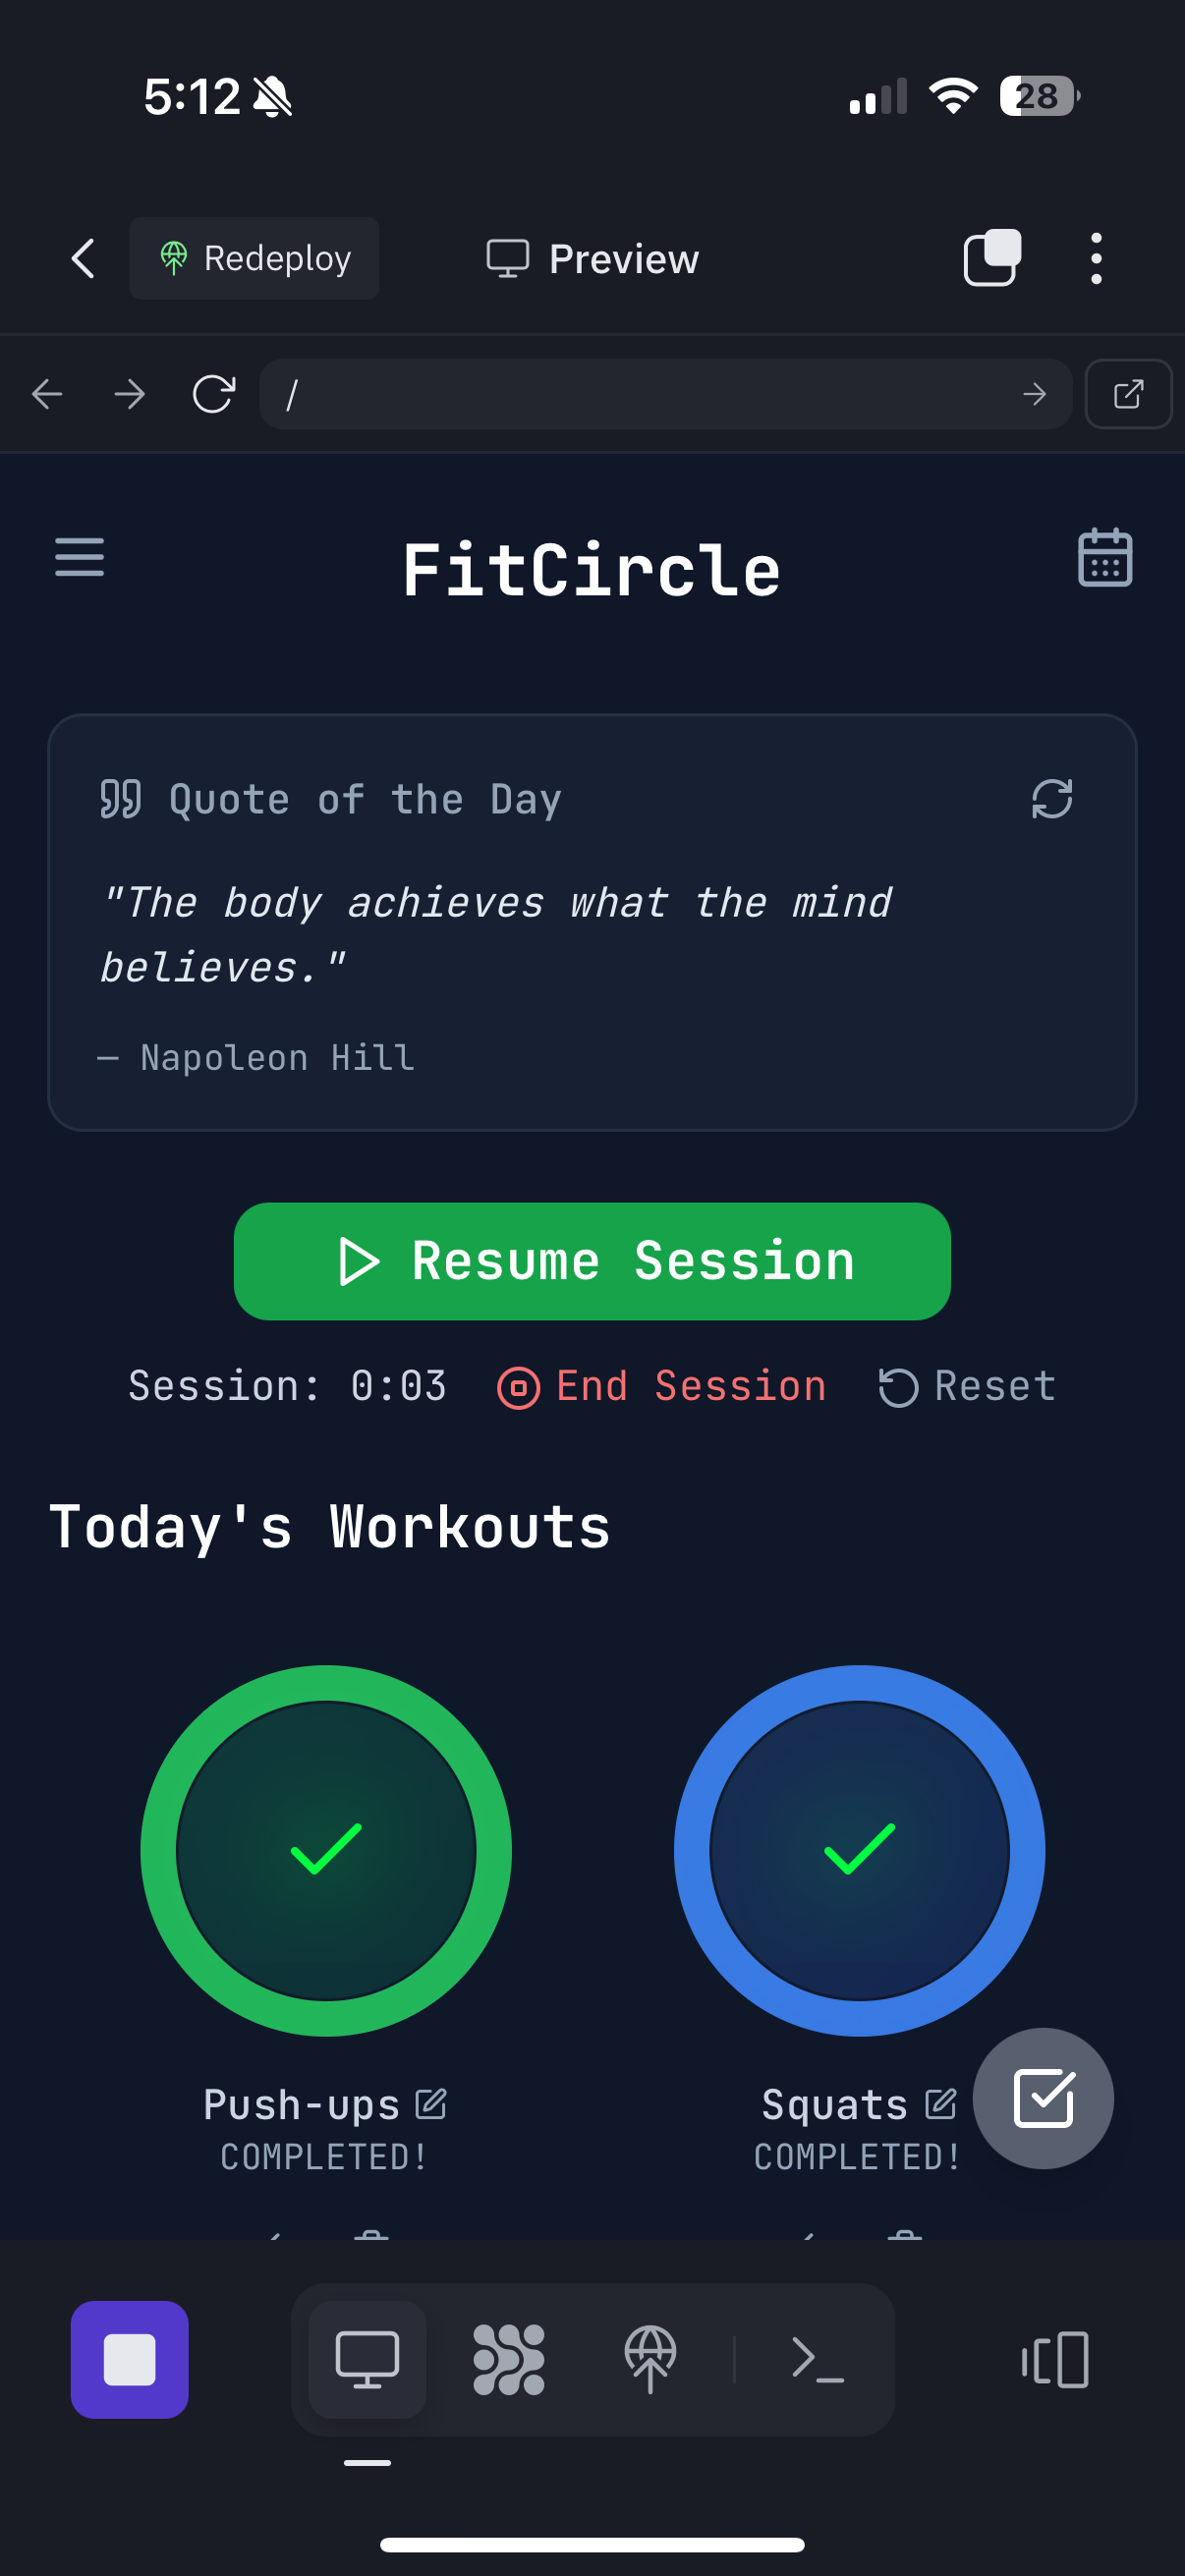 5:12
28
Redeploy
Preview
/
FitCircle
Quote of the Day
"The body achieves what the mind
believes."
— Napoleon Hill
Resume Session
Session: 0:03 End Session Reset
Today's Workouts
Push-ups
Squats
COMPLETED!
COMPLETED!